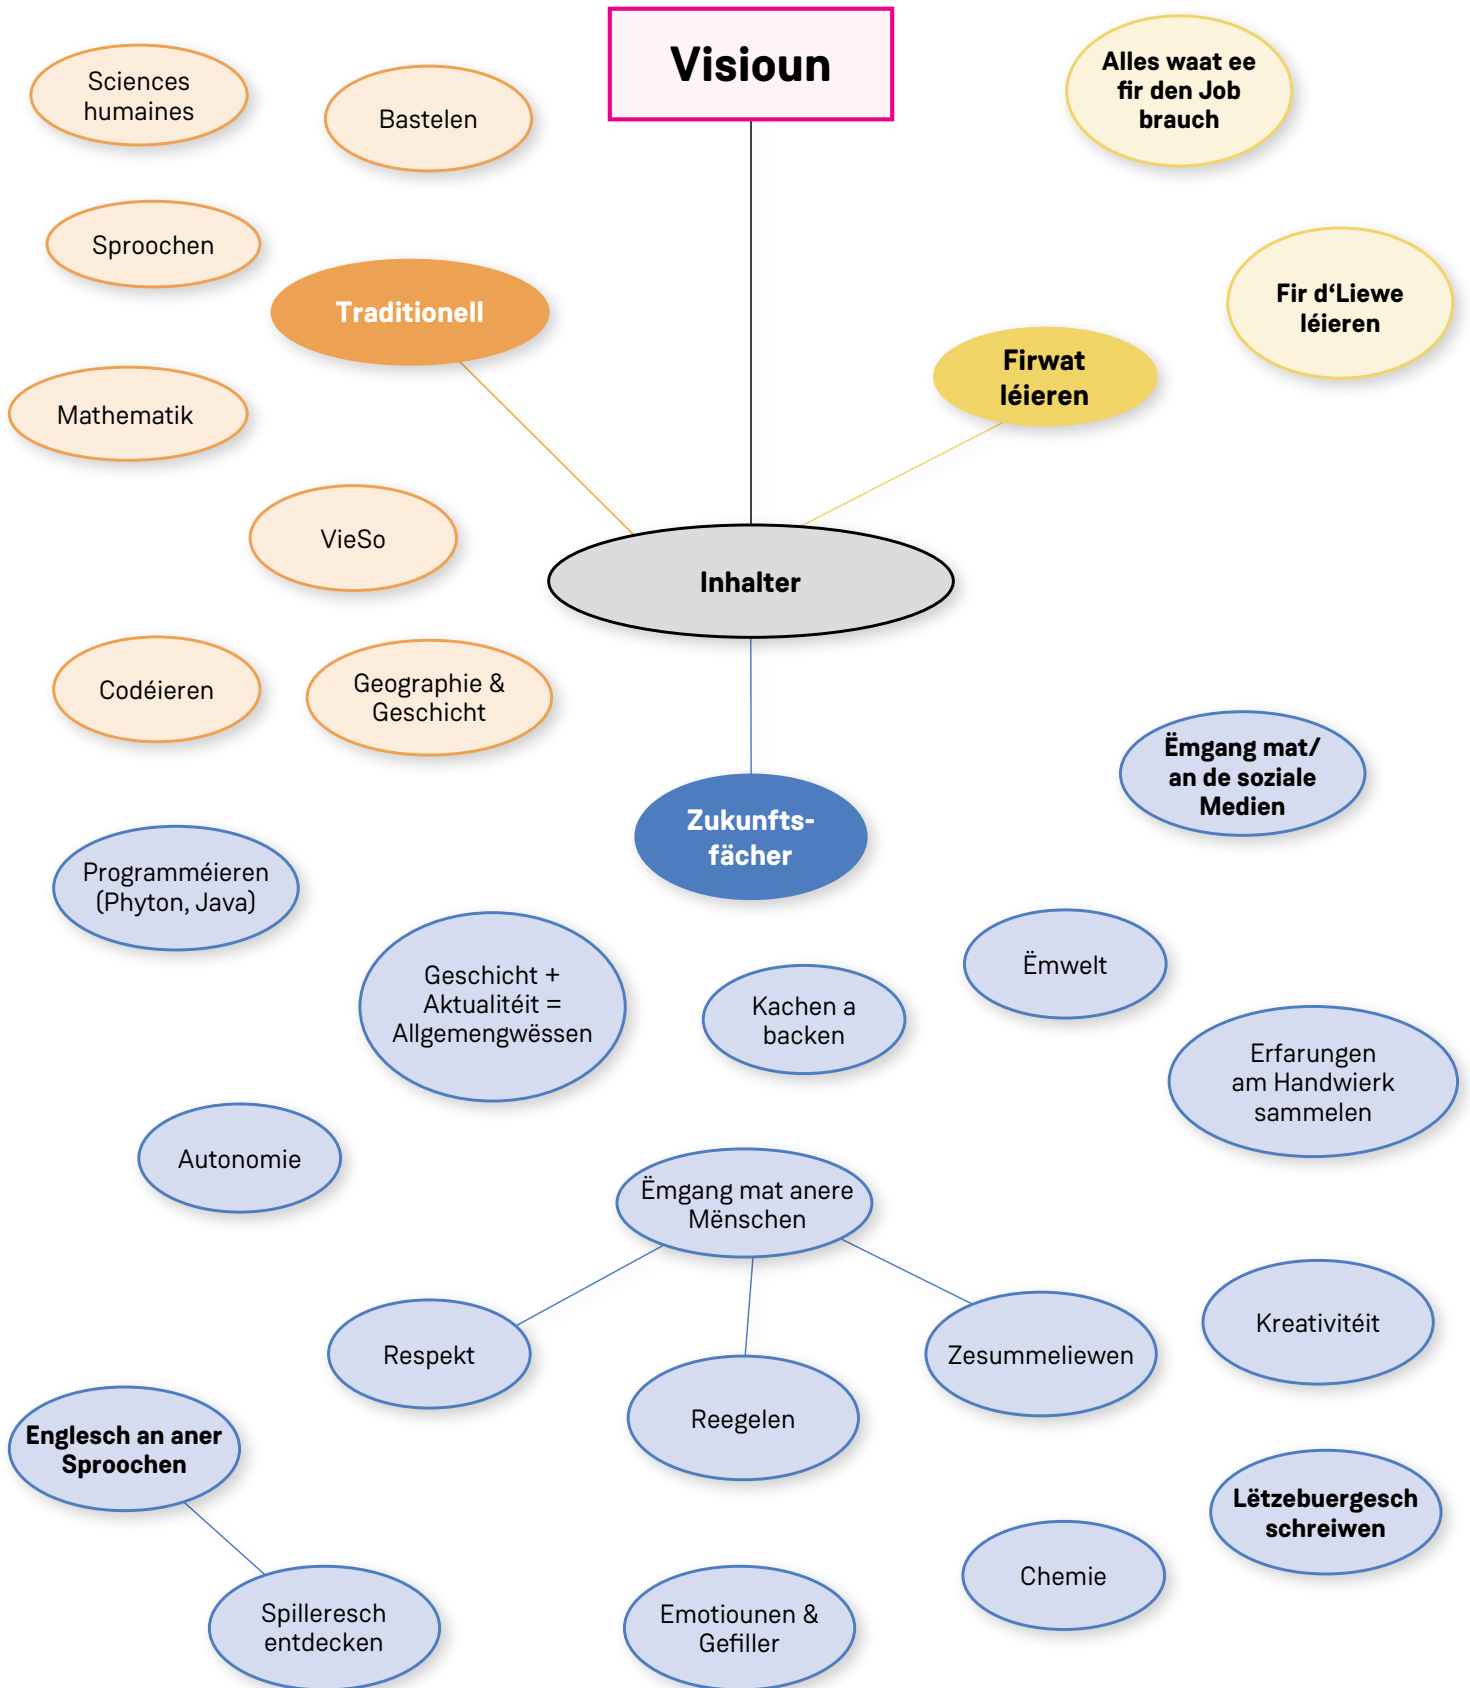 Visioun
Sciences
humaines
Bastelen
Alles waat ee
fir den Job
brauch
Sproochen
Traditionell
Fir d‘Liewe
léieren
Firwat
léieren
Mathematik
VieSo
Inhalter
Codéieren
Geographie &
Geschicht
Ëmgang mat/
an de soziale
Medien
Zukunfts-
fächer
Programméieren
(Phyton, Java)
Geschicht +
Aktualitéit =
Allgemengwëssen
Kachen a
backen
Ëmwelt
Erfarungen
am Handwierk
sammelen
Autonomie
Ëmgang mat anere
Mënschen
Respekt
Reegelen
Zesummeliewen
Kreativitéit
Englesch an aner
Sproochen
Lëtzebuergesch
schreiwen
Spilleresch
entdecken
Emotiounen &
Gefiller
Chemie